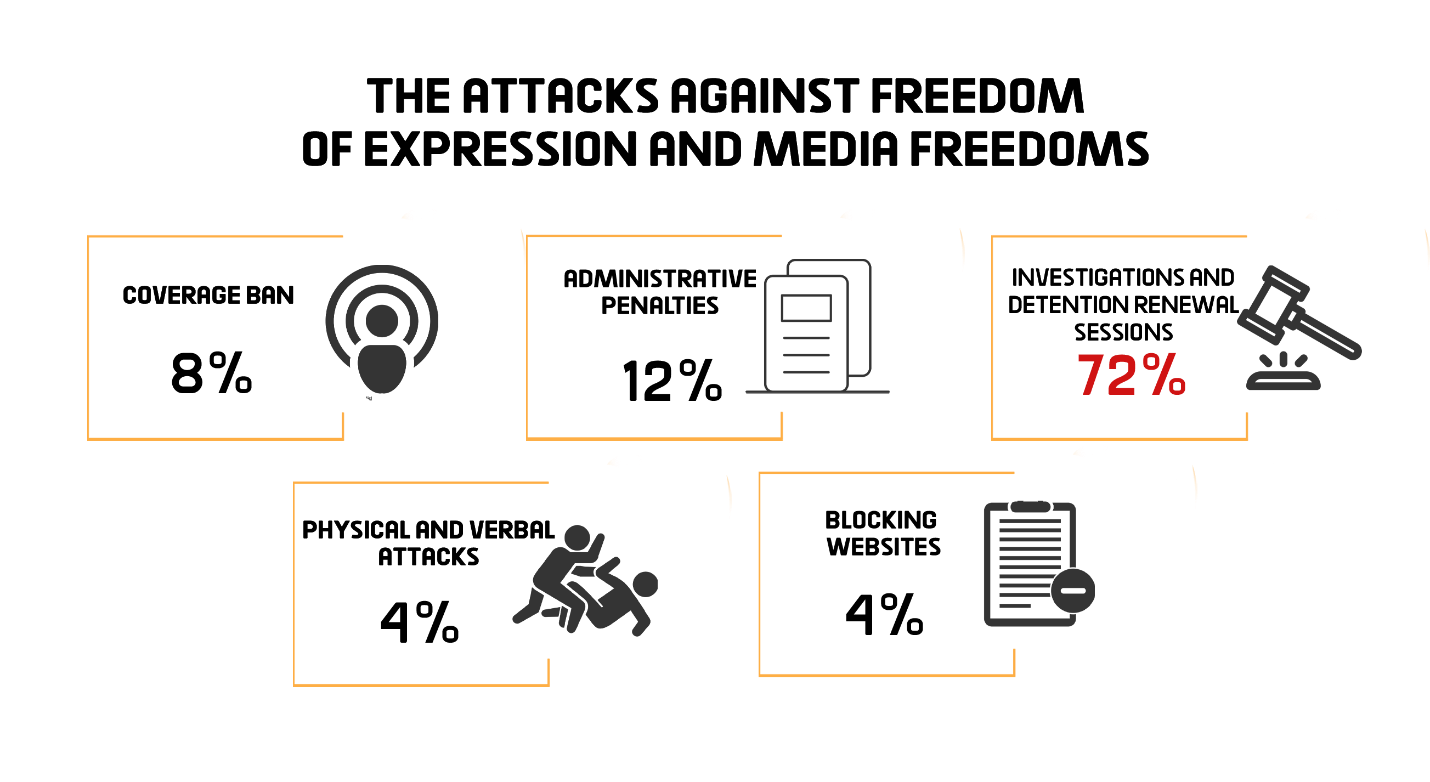 THE ATTACKS AGAINST FREEDOM
OF EXPRESSION AND MEDIA FREEDOMS
COVERAGE BAN
8%
ADMINISTRATIVE
PENALTIES
12%
INVESTIGATIONS AND
DETENTION RENEWAL
SESSIONS
72%
PHYSICAL AND VERBAL
ATTACKS
4%
BLOCKING
WEBSITES
4%